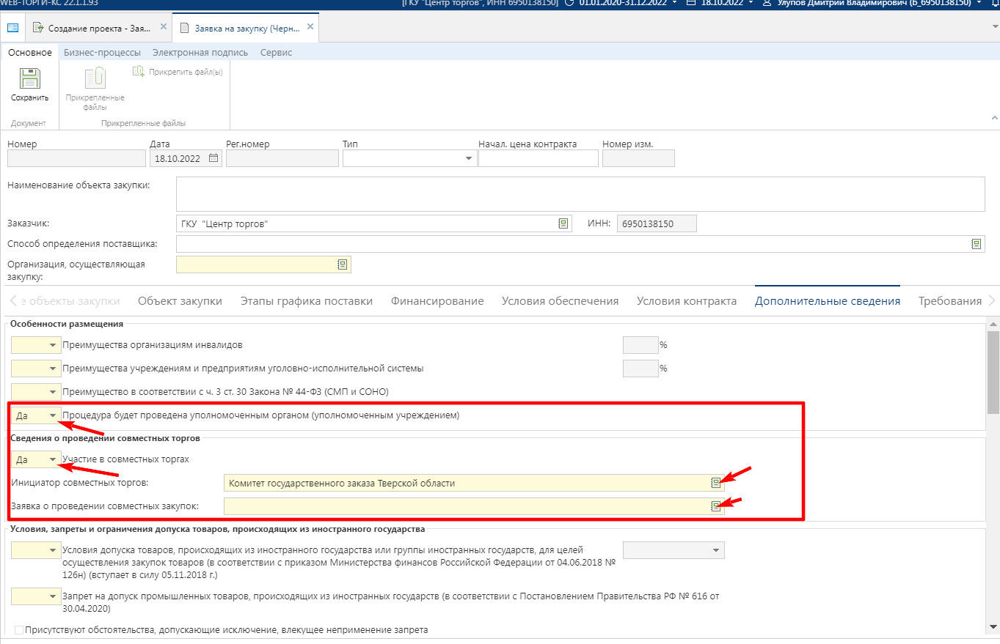 WEB-ТОРГИ-КС 22.1.1.93
[ГКУ "Центр торгов", ИНН 6950138150]
01.01.2020-31.12.2022
18.10.2022
Улупов Дмитрий Владимирович (b_6950138150)
Создание проекта - Зая...
Заявка на закупку (Черн...
Основное
Бизнес-процессы
Электронная подпись
Сервис
Сохранить
Прикрепленные
файлы
Прикрепить файл(ы)
Документ
Прикрепленные файлы
Номер
Дата
Рег.номер
Тип
Начал. цена контракта
Номер изм.
18.10.2022
Наименование объекта закупки:
Заказчик:
ГКУ "Центр торгов"
ИНН:
6950138150
Способ определения поставщика:
Организация, осуществляющая
закупку:
е объекты закупки
Объект закупки
Этапы графика поставки
Финансирование
Условия обеспечения
Условия контракта
Дополнительные сведения
Требования
Особенности размещения
Преимущества организациям инвалидов
%
Преимущества учреждениям и предприятиям уголовно-исполнительной системы
%
Преимущество в соответствии с ч. 3 ст. 30 Закона № 44-ФЗ (СМП и СОНО)
Да
Процедура будет проведена уполномоченным органом (уполномоченным учреждением)
Сведения о проведении совместных торгов
Да
Участие в совместных торгах
Инициатор совместных торгов:
Комитет государственного заказа Тверской области
Заявка о проведении совместных закупок:
Условия, запреты и ограничения допуска товаров, происходящих из иностранного государства
Условия допуска товаров, происходящих из иностранного государства или группы иностранных государств, для целей
осуществления закупок товаров (в соответствии с приказом Министерства финансов Российской Федерации от 04.06.2018 №
126н) (вступает в силу 05.11.2018 г.)
Запрет на допуск промышленных товаров, происходящих из иностранных государств (в соответствии с Постановлением Правительства РФ № 616 от
30.04.2020)
Присутствуют обстоятельства, допускающие исключение, влекущее неприменение запрета